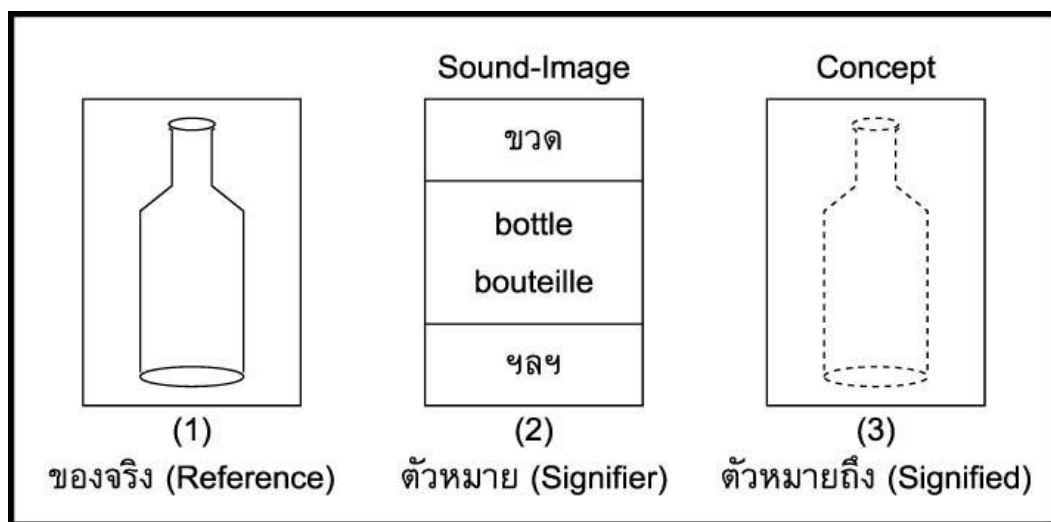 Sound-Image
Concept
ขวด
bottle
bouteille
ฯลฯ
(1)
ของจริง (Reference)
(2)
ตัวหมาย (Signifier)
(3)
ตัวหมายถึง (Signified)